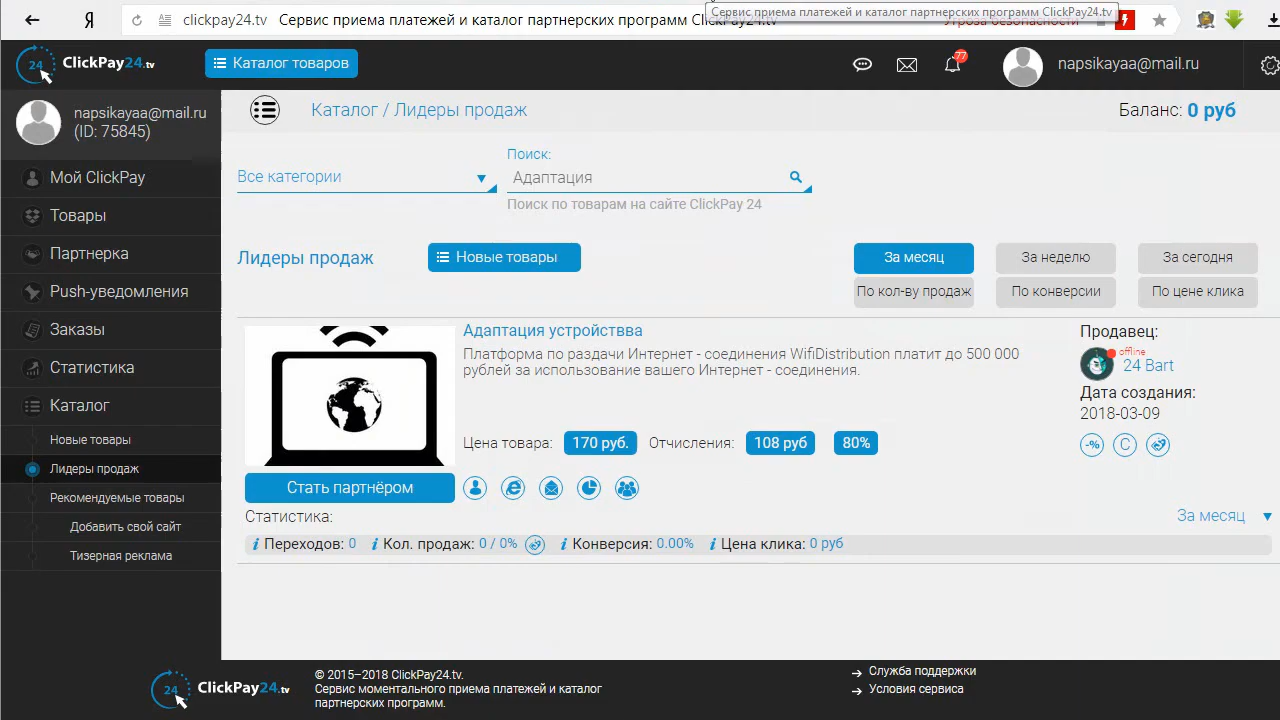 Я
clickpay24.tv Сервис приема платежей и каталог партнерских программ ClickPay24.tv
Сервис приема платежей и каталог партнерских программ ClickPay24.tv
Угроза безопасности
24 ClickPay24.tv
Каталог товаров
77
napsikayaa@mail.ru
napsikayaa@mail.ru
(ID: 75845)
Каталог / Лидеры продаж
Баланс: 0 руб
Мой ClickPay
Товары
Партнерка
Push-уведомления
Заказы
Статистика
Каталог
Новые товары
Лидеры продаж
Рекомендуемые товары
Добавить свой сайт
Тизерная реклама
Все категории
Поиск:
Адаптация
Поиск по товарам на сайте ClickPay 24
Лидеры продаж
Новые товары
За месяц За неделю За сегодня
По кол-ву продаж По конверсии По цене клика
Адаптация устройствва
Платформа по раздачи Интернет - соединения WifiDistribution платит до 500 000
рублей за использование вашего Интернет - соединения.
Цена товара: 170 руб. Отчисления: 108 руб 80%
Стать партнёром
Продавец:
offline
24 Bart
Дата создания:
2018-03-09
-% C
Статистика:
За месяц
i Переходов: 0 i Кол. продаж: 0 / 0% i Конверсия: 0.00% i Цена клика: 0 руб
24 ClickPay24.tv
© 2015–2018 ClickPay24.tv.
Сервис моментального приема платежей и каталог
партнерских программ.
Служба поддержки
Условия сервиса